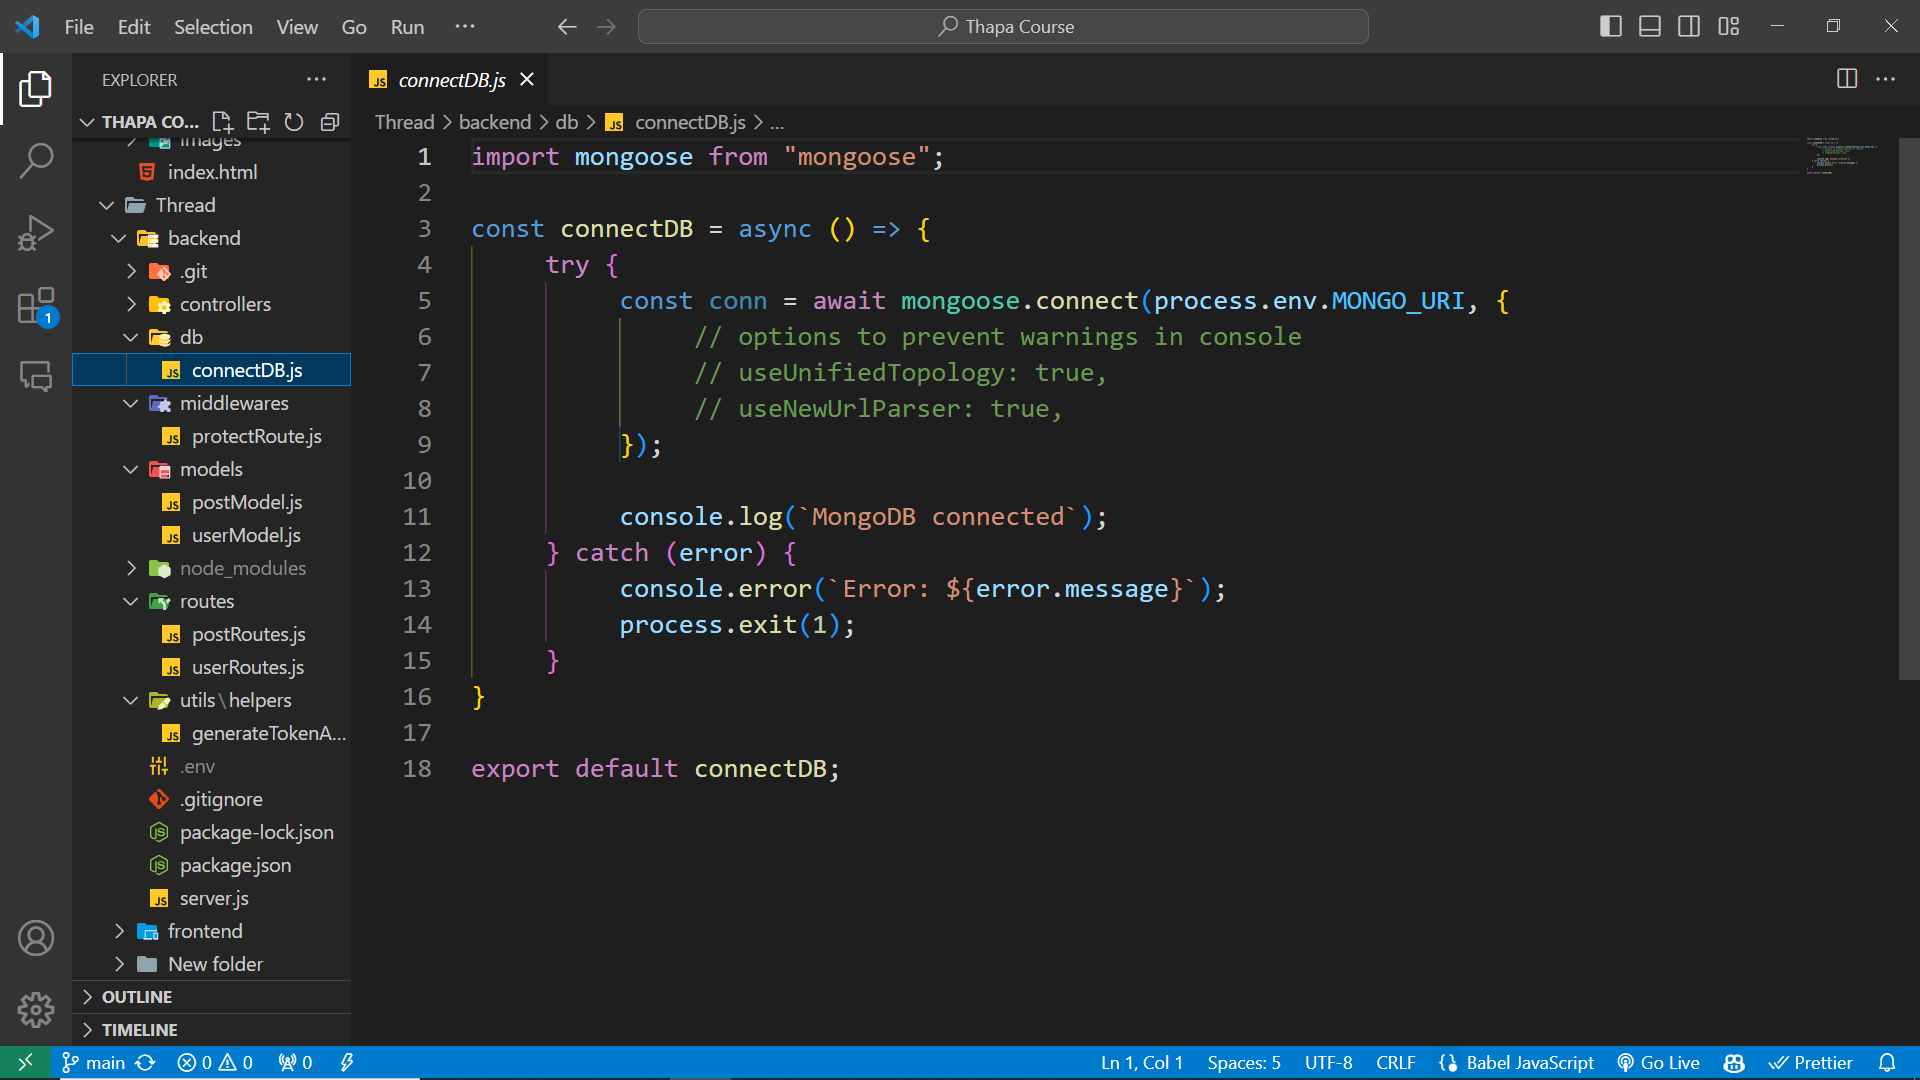 File Edit Selection View Go Run ··· Thapa Course
EXPLORER ···
THAPA CO...
images
index.html
Thread
backend
.git
controllers
db
connectDB.js
middlewares
protectRoute.js
models
postModel.js
userModel.js
node_modules
routes
postRoutes.js
userRoutes.js
utils\helpers
generateTokenA...
.env
.gitignore
package-lock.json
package.json
server.js
frontend
New folder
OUTLINE
TIMELINE
1
JS connectDB.js
Thread > backend > db > JS connectDB.js > ...
1 import mongoose from "mongoose";
2
3 const connectDB = async () => {
4 try {
5 const conn = await mongoose.connect(process.env.MONGO_URI, {
6 // options to prevent warnings in console
7 // useUnifiedTopology: true,
8 // useNewUrlParser: true,
9 });
10
11 console.log(`MongoDB connected`);
12 } catch (error) {
13 console.error(`Error: ${error.message}`);
14 process.exit(1);
15 }
16 }
17
18 export default connectDB;
main 0 0 0 Ln 1, Col 1 Spaces: 5 UTF-8 CRLF {} Babel JavaScript Go Live Prettier